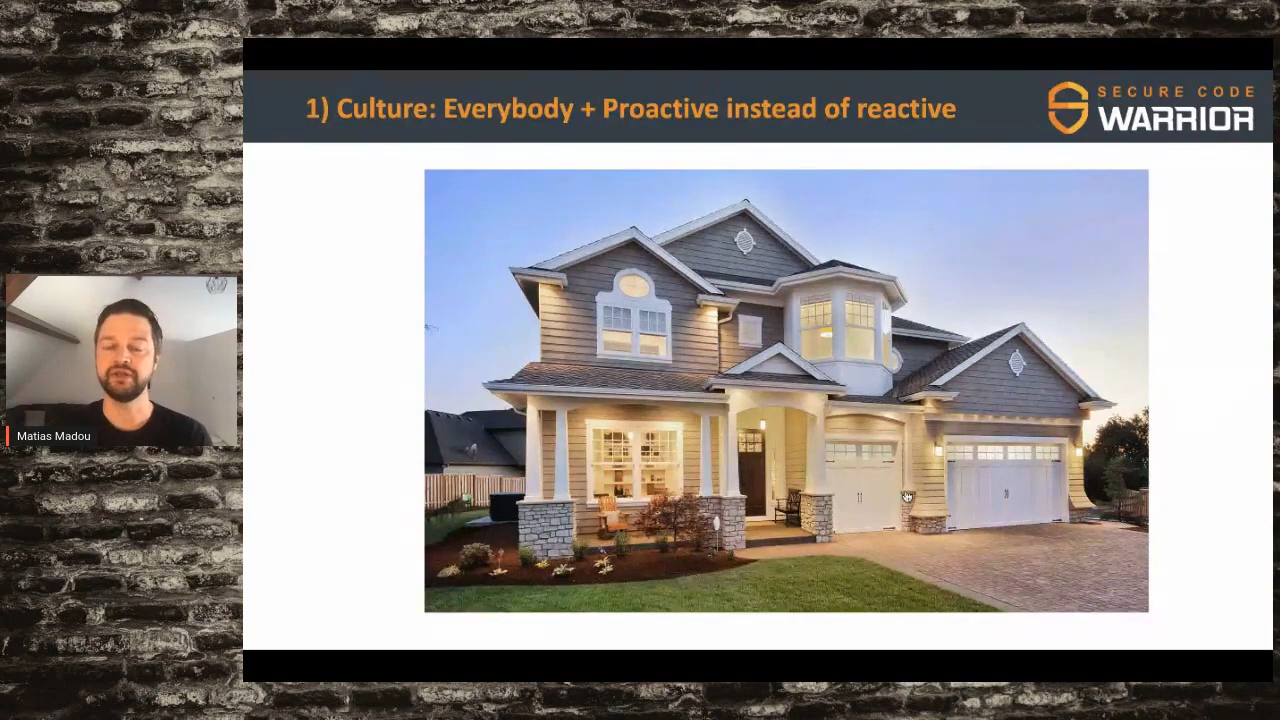 1) Culture: Everybody + Proactive instead of reactive
SECURE CODE
WARRIOR
Matias Madou